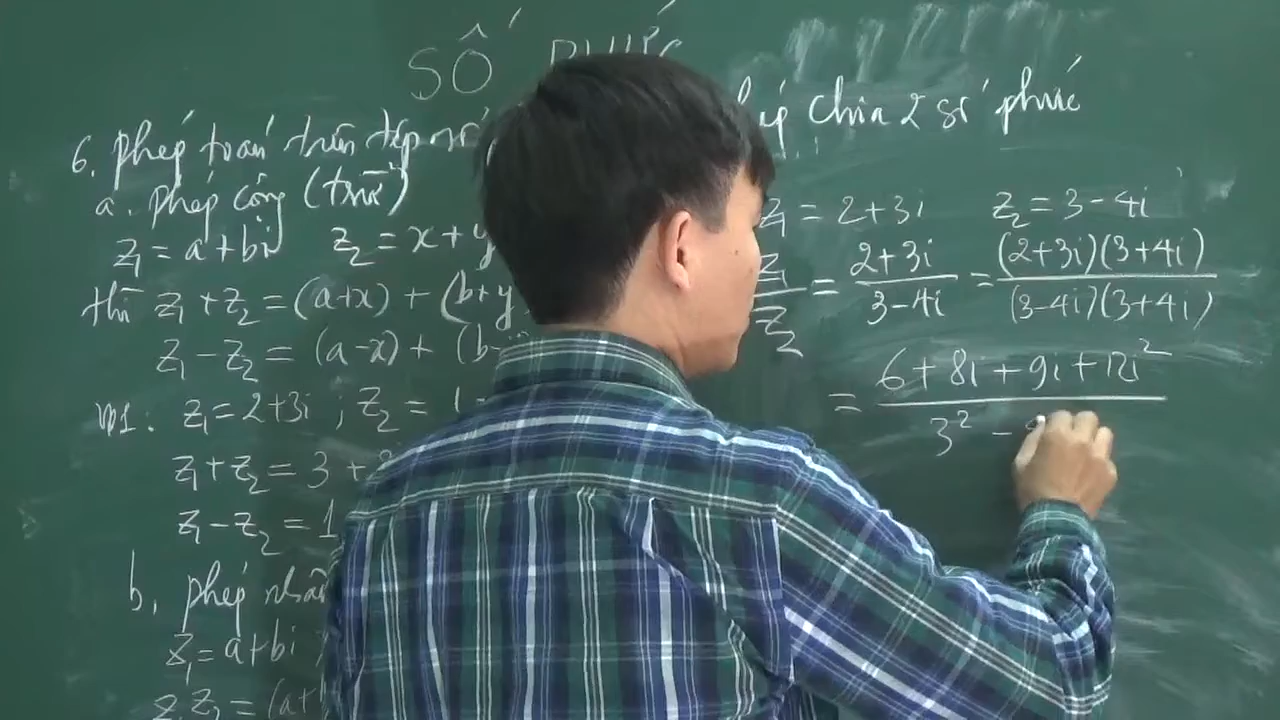 SỐ PHỨC
6. Phép toán trên tập số
a. Phép cộng (trừ)
z₁ = a + bi   z₂ = x + y
thì z₁ + z₂ = (a+x) + (b+y
z₁ - z₂ = (a-x) + (b-
VD1: z₁ = 2+3i ; z₂ = 1 -
z₁ + z₂ = 3 +
z₁ - z₂ = 1
b, phép nhân
z₁ = a + bi ;
z₁z₂ = (a+
chia 2 số phức
z₁ = 2+3i   z₂ = 3-4i
z₁/z₂ = (2+3i)/(3-4i) = ((2+3i)(3+4i))/((3-4i)(3+4i))
= (6+8i+9i+12i²)/(3² -